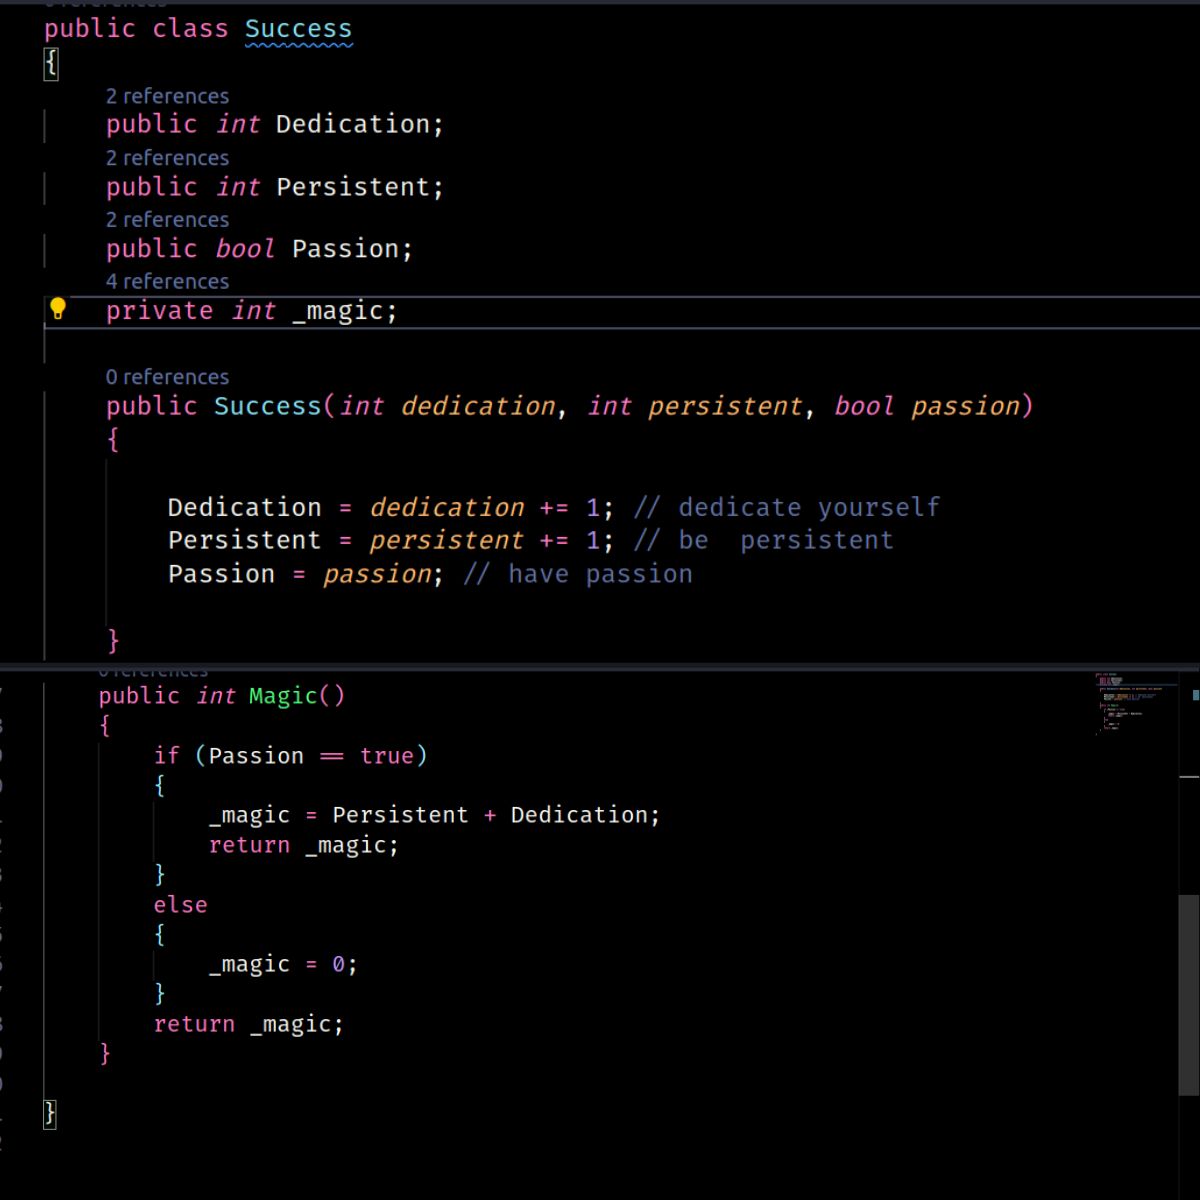 0 references
public class Success
{
2 references
public int Dedication;
2 references
public int Persistent;
2 references
public bool Passion;
4 references
private int _magic;
0 references
public Success(int dedication, int persistent, bool passion)
{
Dedication = dedication += 1; // dedicate yourself
Persistent = persistent += 1; // be  persistent
Passion = passion; // have passion
}
0 references
public int Magic()
{
if (Passion == true)
{
_magic = Persistent + Dedication;
return _magic;
}
else
{
_magic = 0;
}
return _magic;
}
}